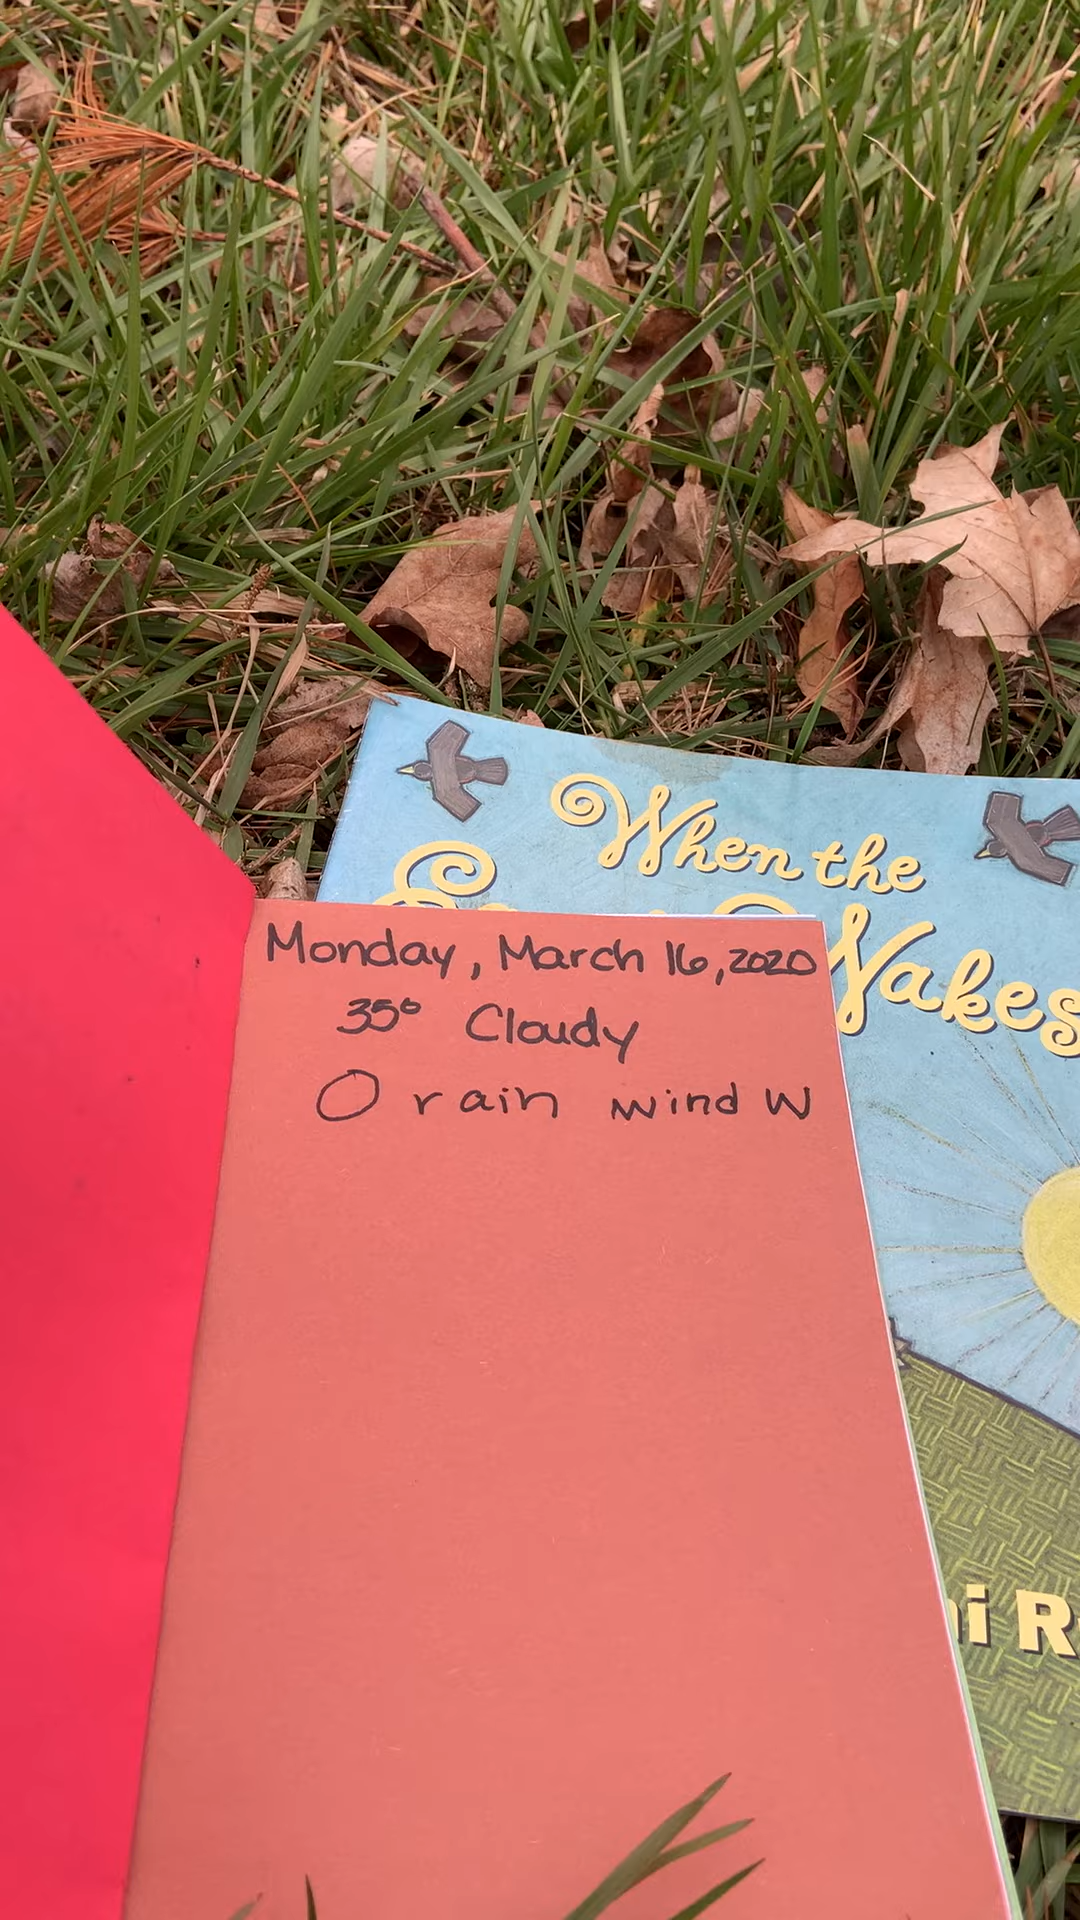 When the
Wakes
Monday, March 16, 2020
35° Cloudy
0 rain wind W
i R